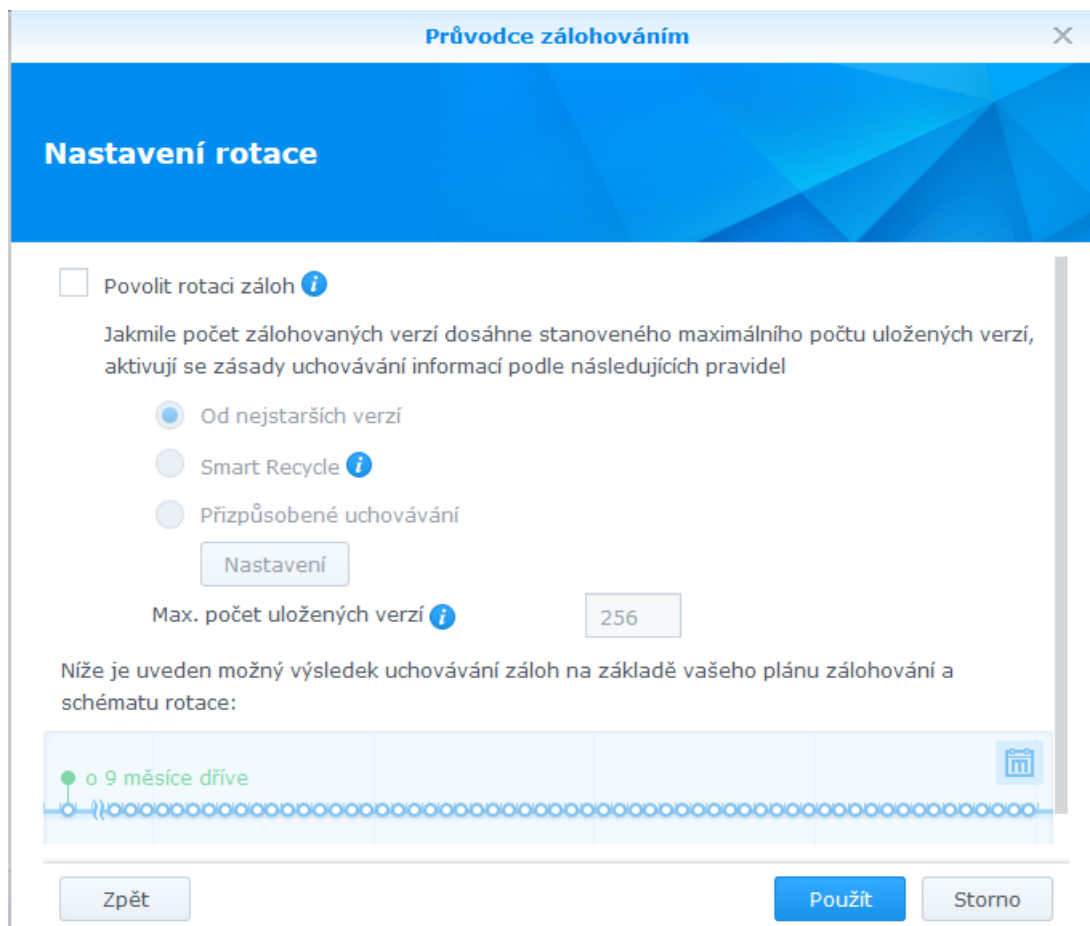 Průvodce zálohováním
Nastavení rotace
Povolit rotaci záloh
Jakmile počet zálohovaných verzí dosáhne stanoveného maximálního počtu uložených verzí,
aktivují se zásady uchovávání informací podle následujících pravidel
Od nejstarších verzí
Smart Recycle
Přizpůsobené uchovávání
Nastavení
Max. počet uložených verzí 256
Níže je uveden možný výsledek uchovávání záloh na základě vašeho plánu zálohování a
schématu rotace:
o 9 měsíce dříve
Zpět Použít Storno